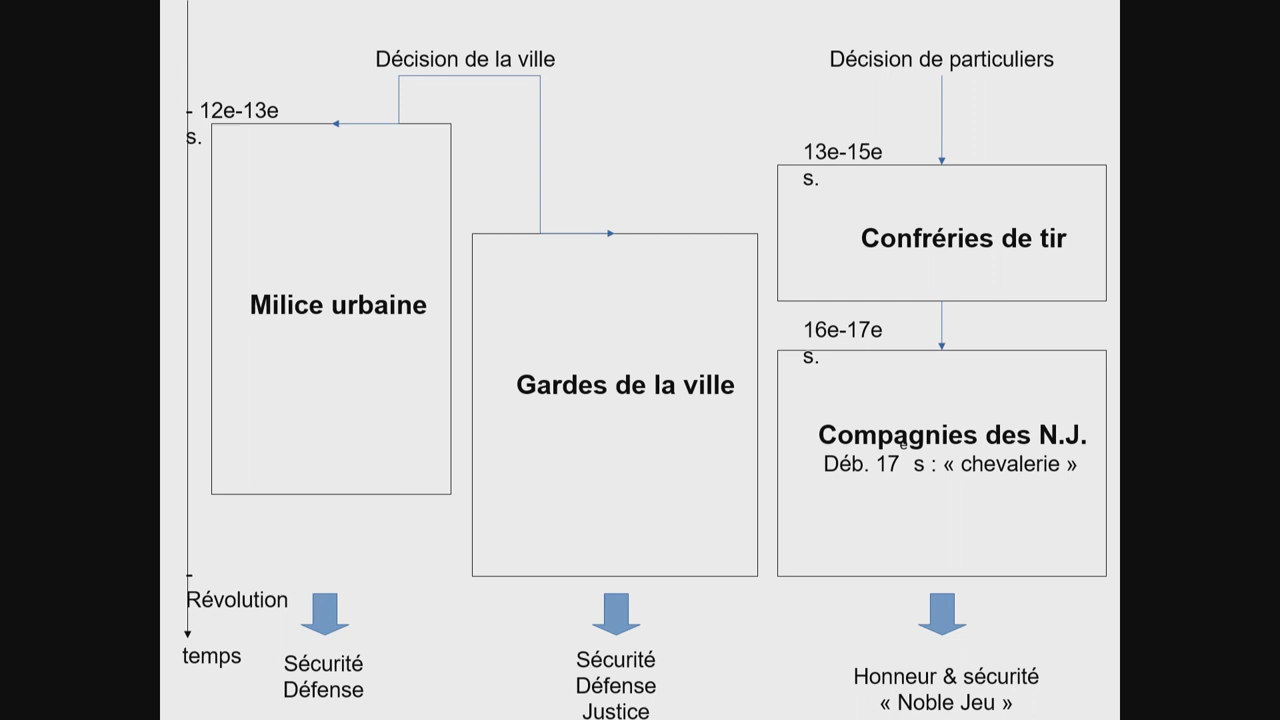 Décision de la ville
Décision de particuliers
- 12e-13e
s.
13e-15e
s.
Confréries de tir
Milice urbaine
16e-17e
s.
Gardes de la ville
Compagnies des N.J.
Déb. 17e s : « chevalerie »
-
Révolution
temps
Sécurité
Défense
Sécurité
Défense
Justice
Honneur & sécurité
« Noble Jeu »